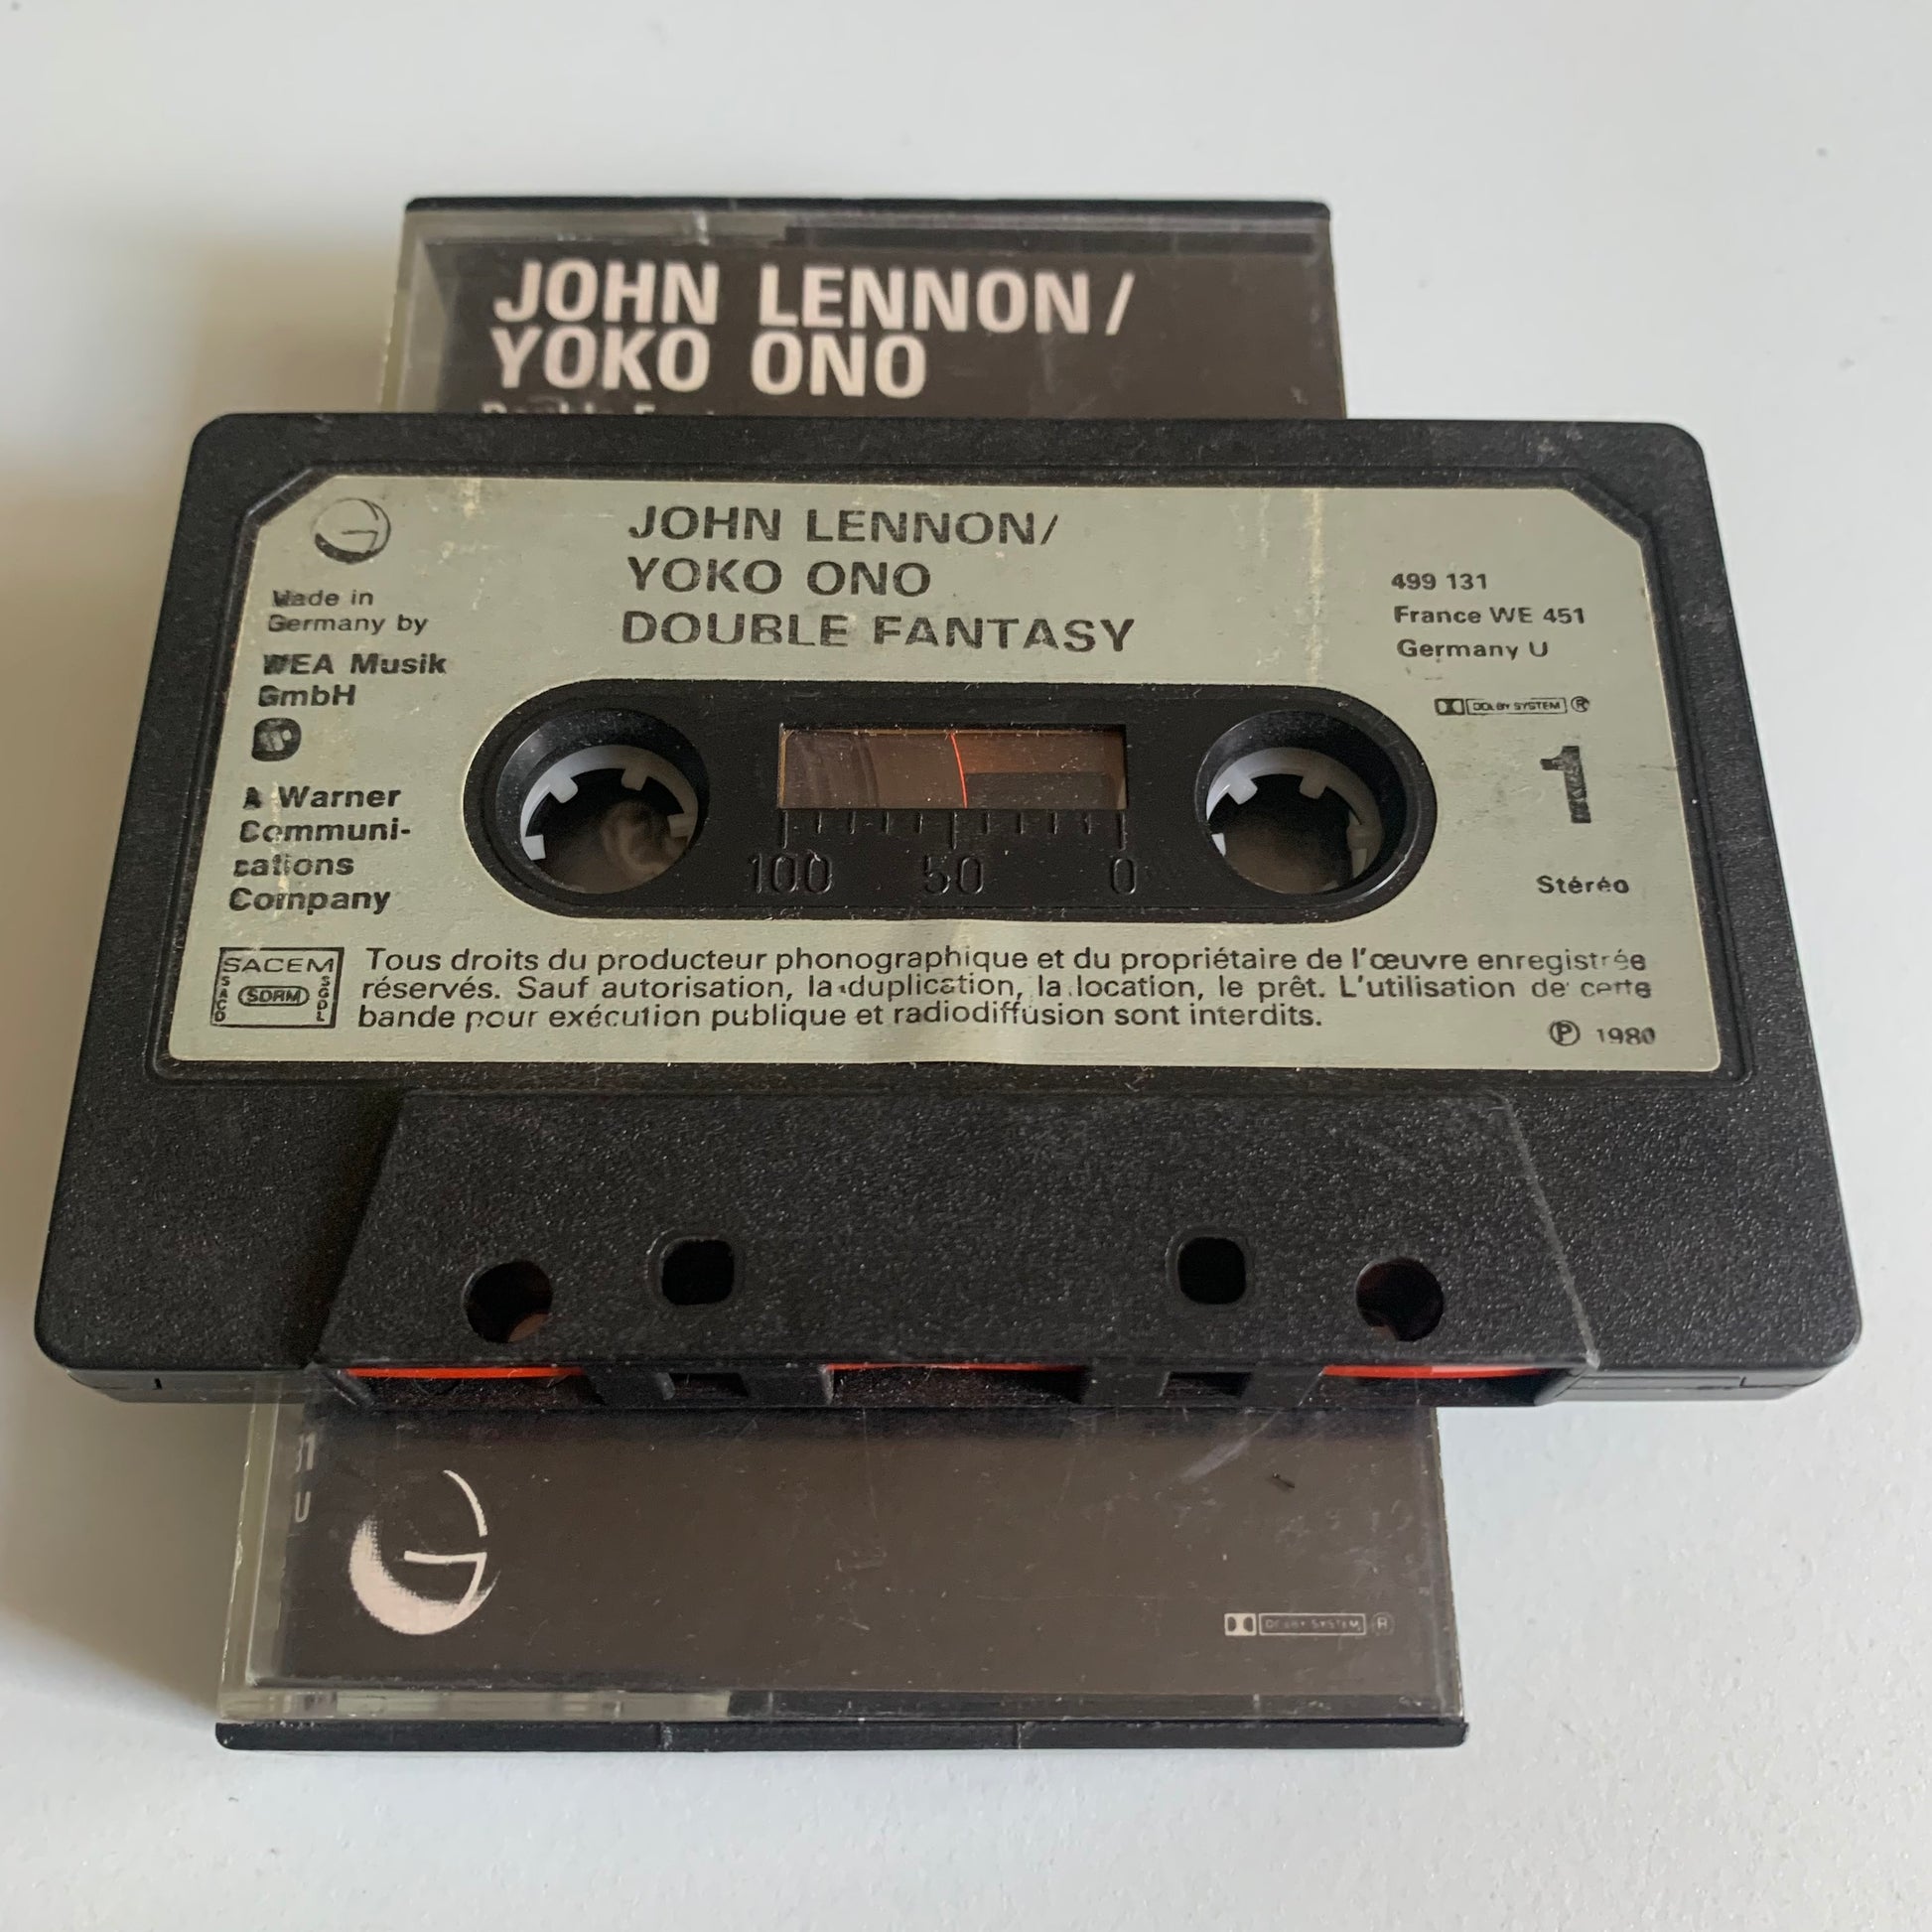 JOHN LENNON/
YOKO ONO
JOHN LENNON/
YOKO ONO
DOUBLE FANTASY
Made in
Germany by
WEA Musik
GmbH
A Warner
Communi-
cations
Company
499 131
France WE 451
Germany U
DOLBY SYSTEM ®
1
Stéréo
100 50 0
SACEM
SACD
SDRM
SGDL
Tous droits du producteur phonographique et du propriétaire de l'œuvre enregistrée
réservés. Sauf autorisation, la duplication, la location, le prêt. L'utilisation de cette
bande pour exécution publique et radiodiffusion sont interdits.
Ⓟ 1980
U
G
DOLBY SYSTEM ®